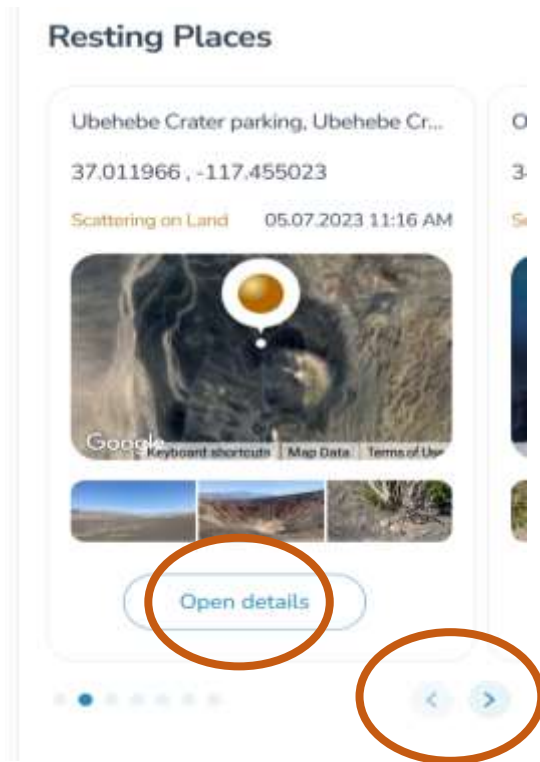 Resting Places
Ubehebe Crater parking, Ubehebe Cr...
O
37.011966 , -117.455023
3
Scattering on Land 05.07.2023 11:16 AM
S
Google
Keyboard shortcuts Map Data Terms of Use
Open details
< >